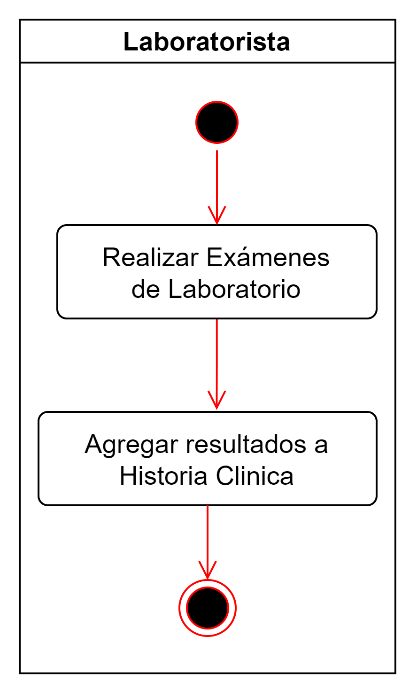 Laboratorista
Realizar Exámenes
de Laboratorio
Agregar resultados a
Historia Clinica